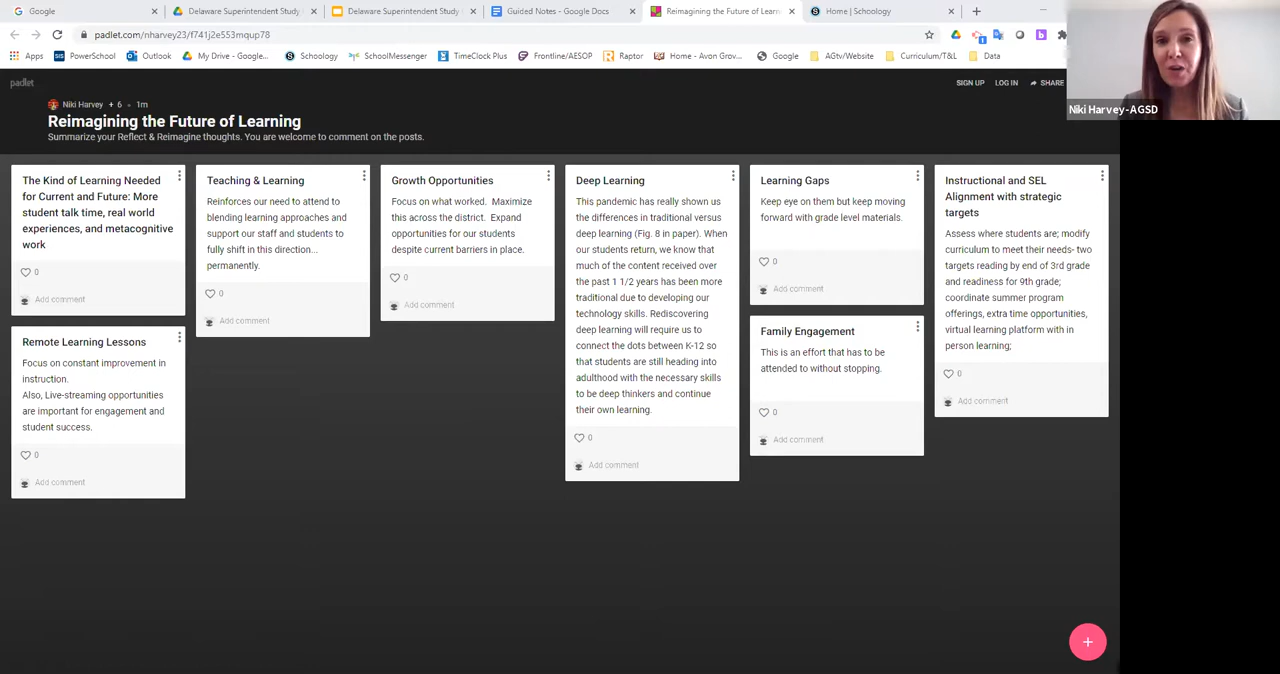 Google
Delaware Superintendent Study
Delaware Superintendent Study
Guided Notes - Google Docs
Reimagining the Future of Learn
Home | Schoology
padlet.com/nharvey23/f741j2e553mqup78
Apps PowerSchool Outlook My Drive - Google... Schoology SchoolMessenger TimeClock Plus Frontline/AESOP Raptor Home - Avon Grov... Google AGtv/Website Curriculum/T&L Data
padlet
SIGN UP LOG IN SHARE
Niki Harvey + 6 • 1m
Reimagining the Future of Learning
Summarize your Reflect & Reimagine thoughts. You are welcome to comment on the posts.
Niki Harvey-AGSD
The Kind of Learning Needed
for Current and Future: More
student talk time, real world
experiences, and metacognitive
work
0
Add comment
Remote Learning Lessons
Focus on constant improvement in
instruction.
Also, Live-streaming opportunities
are important for engagement and
student success.
0
Add comment
Teaching & Learning
Reinforces our need to attend to
blending learning approaches and
support our staff and students to
fully shift in this direction...
permanently.
0
Add comment
Growth Opportunities
Focus on what worked. Maximize
this across the district. Expand
opportunities for our students
despite current barriers in place.
0
Add comment
Deep Learning
This pandemic has really shown us
the differences in traditional versus
deep learning (Fig. 8 in paper). When
our students return, we know that
much of the content received over
the past 1 1/2 years has been more
traditional due to developing our
technology skills. Rediscovering
deep learning will require us to
connect the dots between K-12 so
that students are still heading into
adulthood with the necessary skills
to be deep thinkers and continue
their own learning.
0
Add comment
Learning Gaps
Keep eye on them but keep moving
forward with grade level materials.
0
Add comment
Family Engagement
This is an effort that has to be
attended to without stopping.
0
Add comment
Instructional and SEL
Alignment with strategic
targets
Assess where students are; modify
curriculum to meet their needs- two
targets reading by end of 3rd grade
and readiness for 9th grade;
coordinate summer program
offerings, extra time opportunities,
virtual learning platform with in
person learning;
0
Add comment